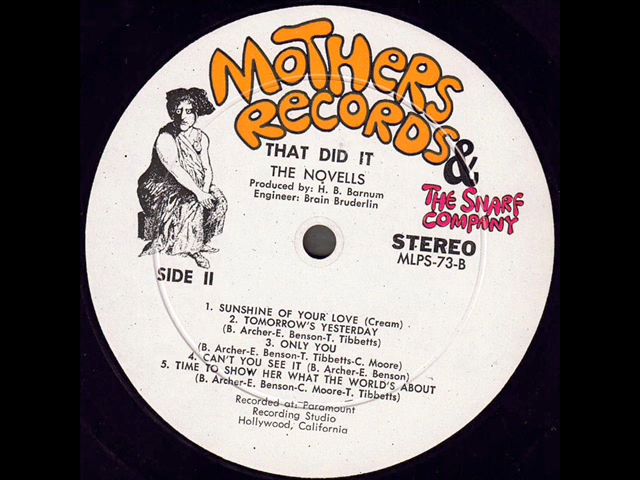 MOTHERS
RECORDS
&
THE SNARF
COMPANY
THAT DID IT
THE NOVELLS
Produced by: H. B. Barnum
Engineer: Brain Bruderlin
STEREO
MLPS-73-B
SIDE II
1. SUNSHINE OF YOUR LOVE (Cream)
2. TOMORROW'S YESTERDAY
(B. Archer-E. Benson-T. Tibbetts)
3. ONLY YOU
(B. Archer-E. Benson-T. Tibbetts-C. Moore)
4. CAN'T YOU SEE IT (B. Archer-E. Benson)
5. TIME TO SHOW HER WHAT THE WORLD'S ABOUT
(B. Archer-E. Benson-C. Moore-T. Tibbetts)
Recorded at: Paramount
Recording Studio
Hollywood, California